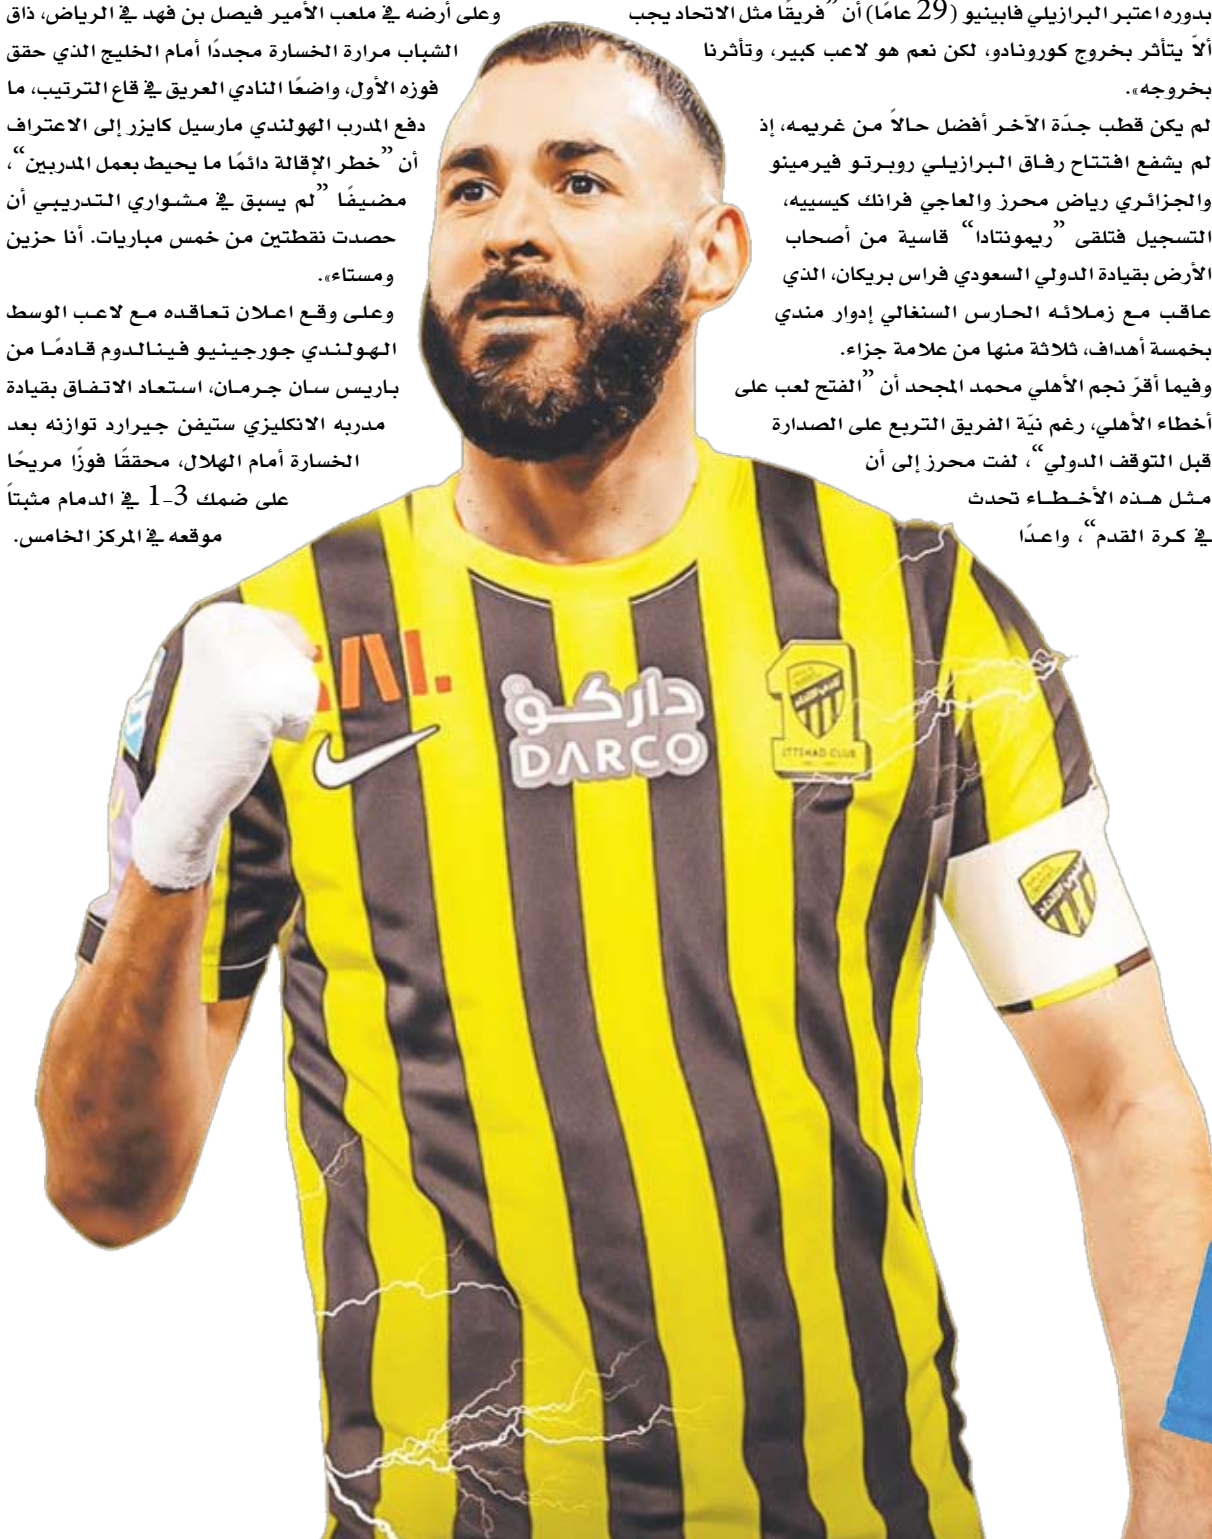 بدوره اعتبر البرازيلي فابينيو (29 عامًا) أن ”فريقًا مثل الاتحاد يجب
ألاّ يتأثر بخروج كورونادو، لكن نعم هو لاعب كبير، وتأثرنا
بخروجه».
لم يكن قطب جدّة الآخر أفضل حالاً من غريمه، إذ
لم يشفع افتتاح رفاق البرازيلي روبرتو فيرمينو
والجزائري رياض محرز والعاجي فرانك كيسييه،
التسجيل فتلقى ”ريمونتادا“ قاسية من أصحاب
الأرض بقيادة الدولي السعودي فراس بريكان، الذي
عاقب مع زملائه الحارس السنغالي إدوار مندي
بخمسة أهداف، ثلاثة منها من علامة جزاء.
وفيما أقرّ نجم الأهلي محمد المجحد أن ”الفتح لعب على
أخطاء الأهلي، رغم نيّة الفريق التربع على الصدارة
قبل التوقف الدولي“، لفت محرز إلى أن
مثل هذه الأخطاء تحدث
في كرة القدم“، واعدًا
وعلى أرضه في ملعب الأمير فيصل بن فهد في الرياض، ذاق
الشباب مرارة الخسارة مجددًا أمام الخليج الذي حقق
فوزه الأول، واضعًا النادي العريق في قاع الترتيب، ما
دفع المدرب الهولندي مارسيل كايزر إلى الاعتراف
أن ”خطر الإقالة دائمًا ما يحيط بعمل المدربين“،
مضيفًا ”لم يسبق في مشواري التدريبي أن
حصدت نقطتين من خمس مباريات. أنا حزين
ومستاء».
وعلى وقع اعلان تعاقده مع لاعب الوسط
الهولندي جورجينيو فينالدوم قادمًا من
باريس سان جرمان، استعاد الاتفاق بقيادة
مدربه الانكليزي ستيفن جيرارد توازنه بعد
الخسارة أمام الهلال، محققًا فوزًا مريحًا
على ضمك 3-1 في الدمام مثبتاً
موقعه في المركز الخامس.
داركو
DARCO
ITTIHAD CLUB